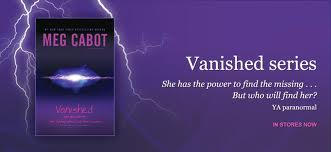 MEG CABOT
Vanished
Vanished series
She has the power to find the missing . . .
But who will find her?
YA paranormal
IN STORES NOW